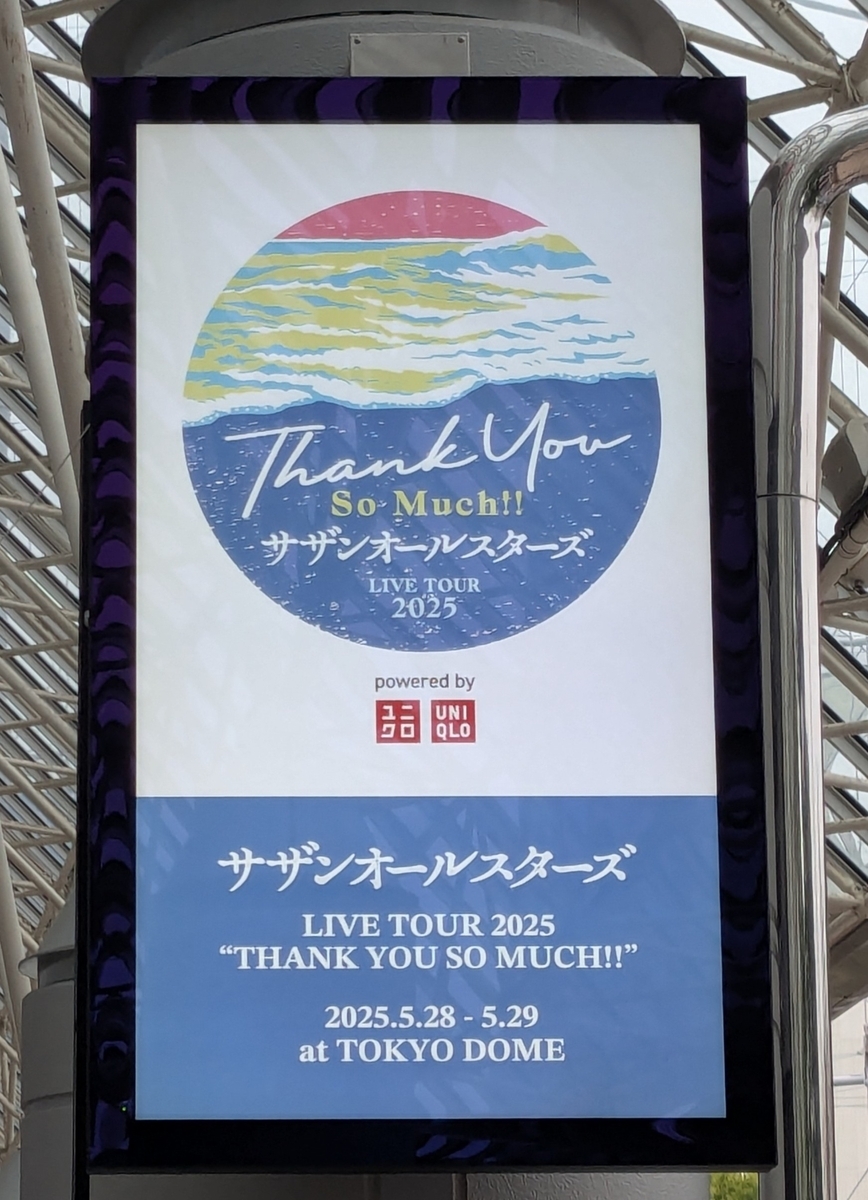 Thank You
So Much!!
サザンオールスターズ
LIVE TOUR
2025
powered by
ユニクロ UNIQLO
サザンオールスターズ
LIVE TOUR 2025
“THANK YOU SO MUCH!!”
2025.5.28 - 5.29
at TOKYO DOME